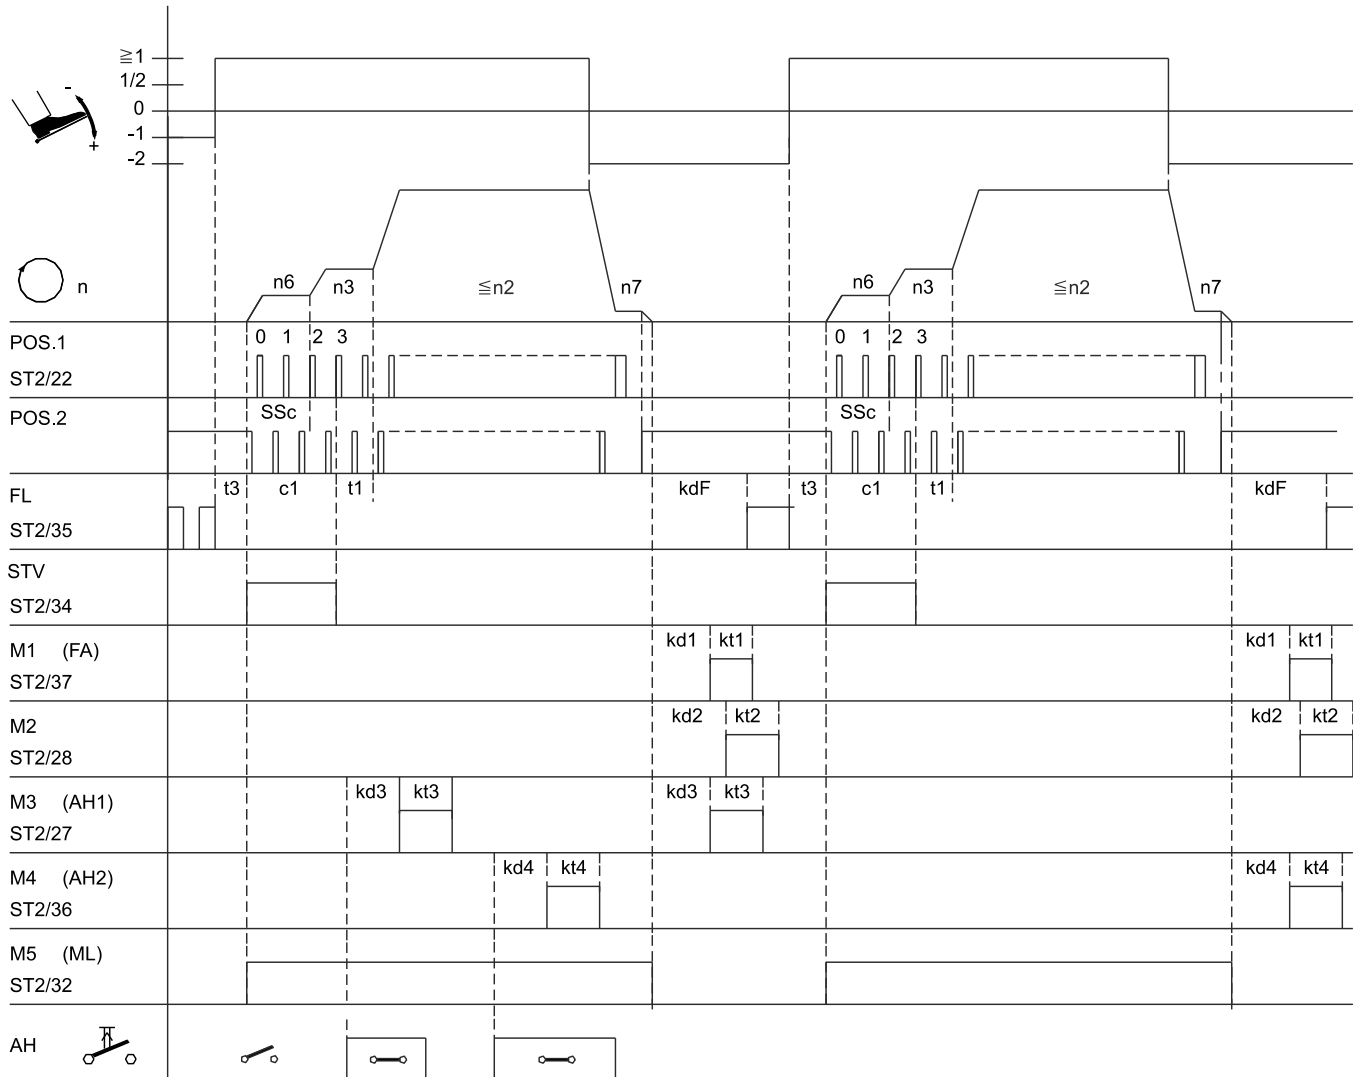 ≧1
1/2
0
-1
-2
-
+
n
n6 n3 ≦n2 n7 n6 n3 ≦n2 n7
POS.1 0 1 2 3 0 1 2 3
ST2/22
POS.2 SSc SSc
FL t3 c1 t1 kdF t3 c1 t1 kdF
ST2/35
STV
ST2/34
M1 (FA) kd1 kt1 kd1 kt1
ST2/37
M2 kd2 kt2 kd2 kt2
ST2/28
M3 (AH1) kd3 kt3 kd3 kt3
ST2/27
M4 (AH2) kd4 kt4 kd4 kt4
ST2/36
M5 (ML)
ST2/32
AH